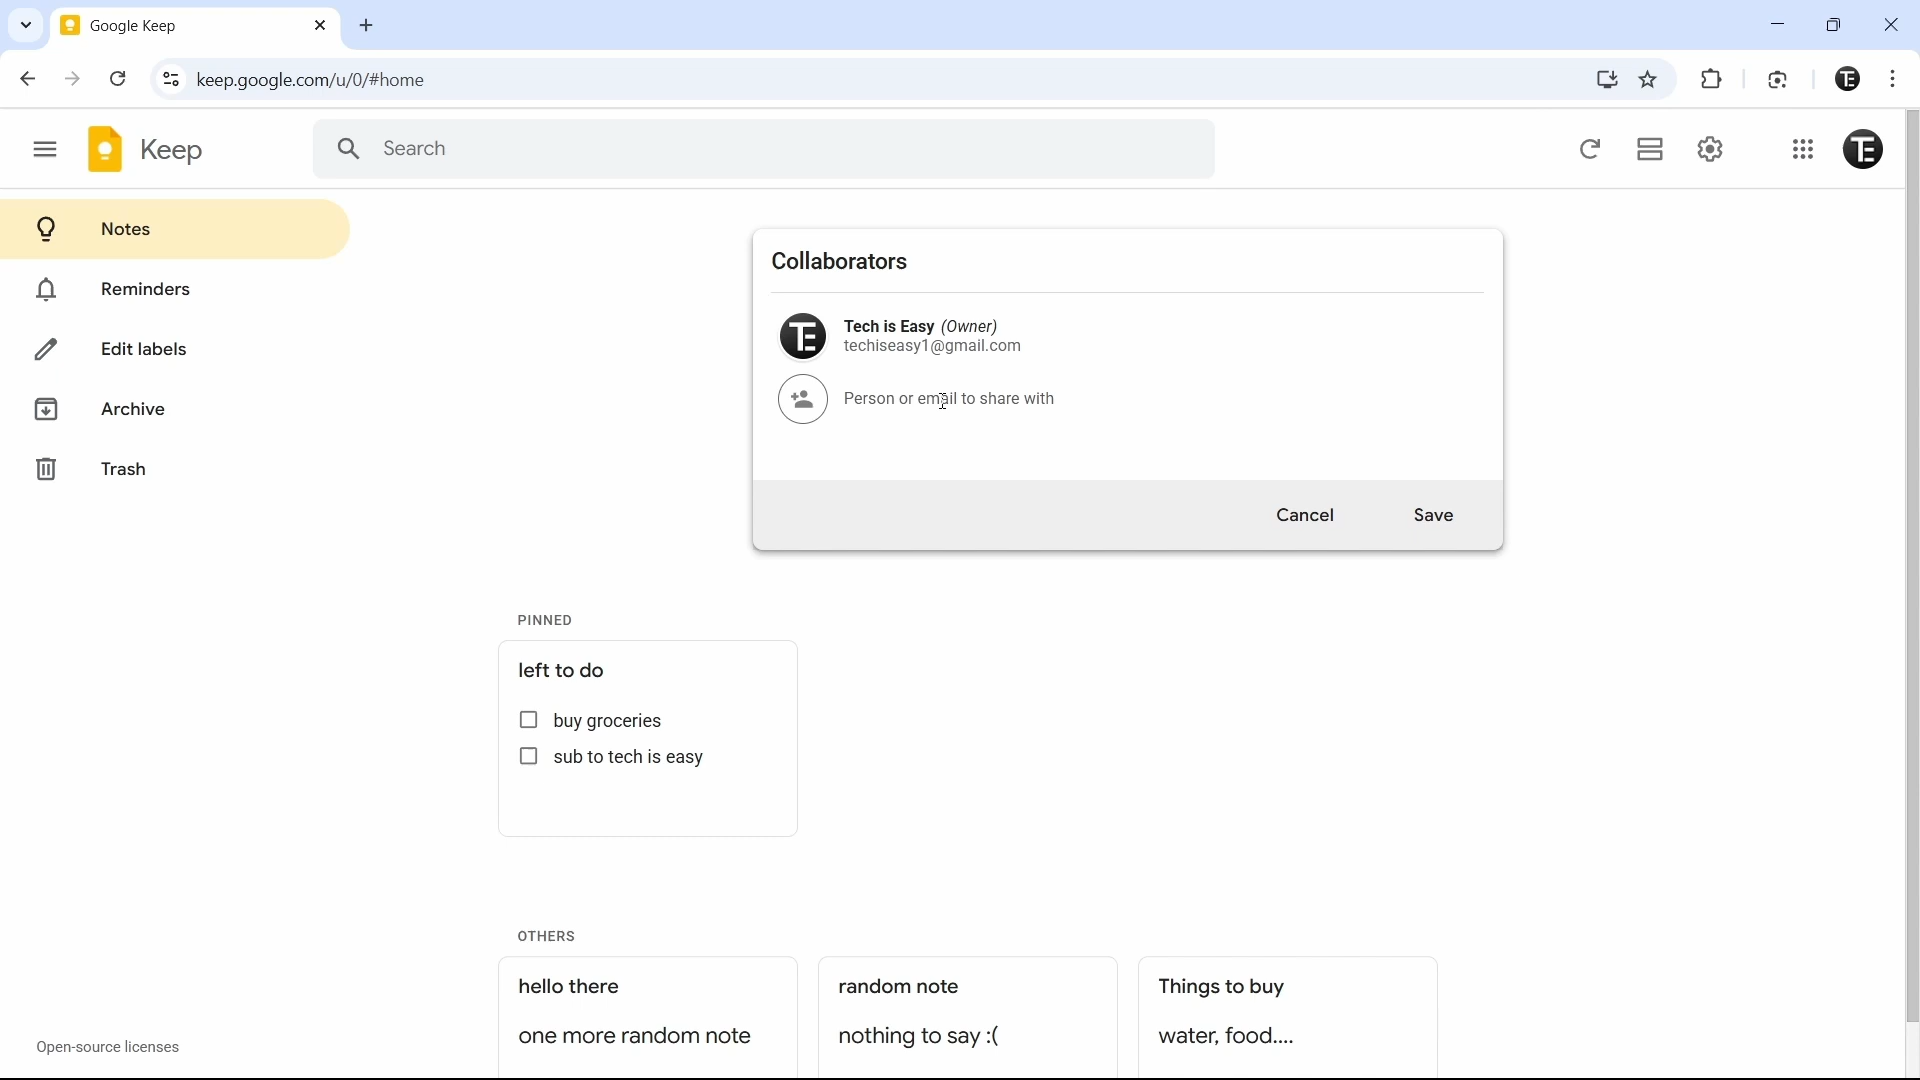 Google Keep
keep.google.com/u/0/#home
TE
Keep
Search
TE
Notes
Reminders
Edit labels
Archive
Trash
Collaborators
TE
Tech is Easy (Owner)
techiseasy1@gmail.com
Person or email to share with
Cancel
Save
PINNED
left to do
buy groceries
sub to tech is easy
OTHERS
hello there
one more random note
random note
nothing to say :(
Things to buy
water, food....
Open-source licenses